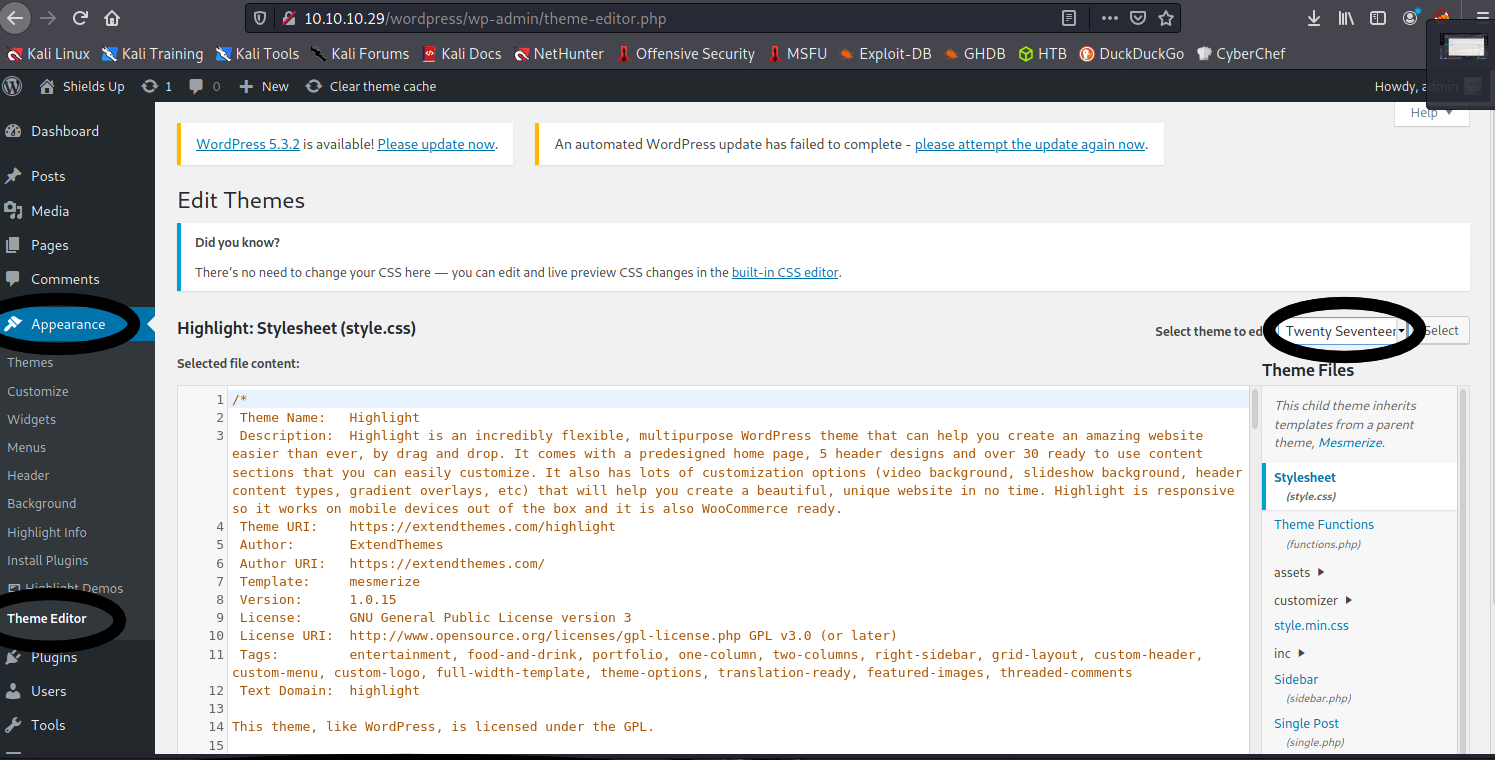 10.10.10.29/wordpress/wp-admin/theme-editor.php
Kali Linux Kali Training Kali Tools Kali Forums Kali Docs NetHunter Offensive Security MSFU Exploit-DB GHDB HTB DuckDuckGo CyberChef
Shields Up 1 0 New Clear theme cache Howdy, admin
Help
Dashboard
Posts
Media
Pages
Comments
Appearance
Themes
Customize
Widgets
Menus
Header
Background
Highlight Info
Install Plugins
Highlight Demos
Theme Editor
Plugins
Users
Tools
WordPress 5.3.2 is available! Please update now.
An automated WordPress update has failed to complete - please attempt the update again now.
Edit Themes
Did you know?
There's no need to change your CSS here — you can edit and live preview CSS changes in the built-in CSS editor.
Highlight: Stylesheet (style.css)
Select theme to ed Twenty Seventeen Select
Selected file content:
1 /*
2 Theme Name: Highlight
3 Description: Highlight is an incredibly flexible, multipurpose WordPress theme that can help you create an amazing website
easier than ever, by drag and drop. It comes with a predesigned home page, 5 header designs and over 30 ready to use content
sections that you can easily customize. It also has lots of customization options (video background, slideshow background, header
content types, gradient overlays, etc) that will help you create a beautiful, unique website in no time. Highlight is responsive
so it works on mobile devices out of the box and it is also WooCommerce ready.
4 Theme URI: https://extendthemes.com/highlight
5 Author: ExtendThemes
6 Author URI: https://extendthemes.com/
7 Template: mesmerize
8 Version: 1.0.15
9 License: GNU General Public License version 3
10 License URI: http://www.opensource.org/licenses/gpl-license.php GPL v3.0 (or later)
11 Tags: entertainment, food-and-drink, portfolio, one-column, two-columns, right-sidebar, grid-layout, custom-header,
custom-menu, custom-logo, full-width-template, theme-options, translation-ready, featured-images, threaded-comments
12 Text Domain: highlight
13
14 This theme, like WordPress, is licensed under the GPL.
15
Theme Files
This child theme inherits
templates from a parent
theme, Mesmerize.
Stylesheet
(style.css)
Theme Functions
(functions.php)
assets
customizer
style.min.css
inc
Sidebar
(sidebar.php)
Single Post
(single.php)